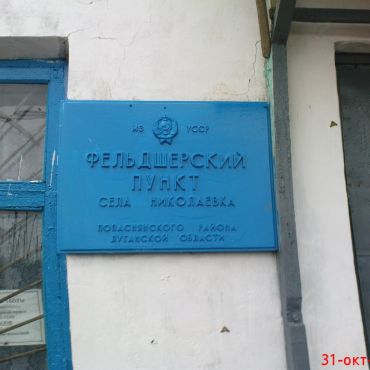 МЗ УССР
ФЕЛЬДШЕРСКИЙ
ПУНКТ
СЕЛА НИКОЛАЕВКА
ПОПАСНЯНСКОГО РАЙОНА
ЛУГАНСКОЙ ОБЛАСТИ
31-окт